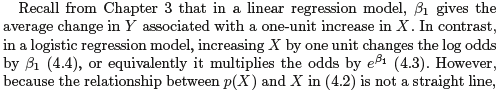 Recall from Chapter 3 that in a linear regression model, β₁ gives the
average change in Y associated with a one-unit increase in X. In contrast,
in a logistic regression model, increasing X by one unit changes the log odds
by β₁ (4.4), or equivalently it multiplies the odds by e^β₁ (4.3). However,
because the relationship between p(X) and X in (4.2) is not a straight line,